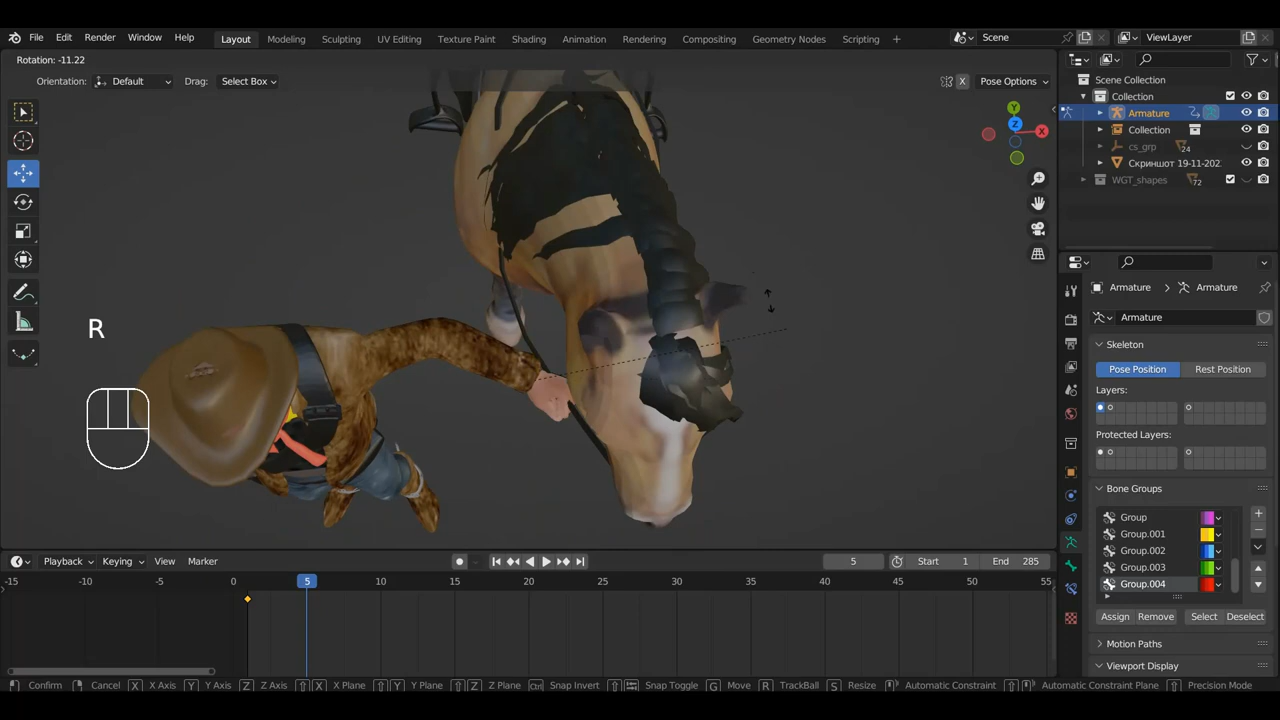 File Edit Render Window Help Layout Modeling Sculpting UV Editing Texture Paint Shading Animation Rendering Compositing Geometry Nodes Scripting + Scene ViewLayer
Rotation: -11.22
Orientation: Default Drag: Select Box X Pose Options
Scene Collection
Collection
Armature
Collection
cs_grp 24
Скриншот 19-11-202
WGT_shapes 72
Y
Z X
R
Armature > Armature
Armature
Skeleton
Pose Position Rest Position
Layers:
Protected Layers:
Bone Groups
Group
Group.001
Group.002
Group.003
Group.004
Assign Remove Select Deselect
Motion Paths
Viewport Display
Playback Keying View Marker 5 Start 1 End 285
-15 -10 -5 0 5 10 15 20 25 30 35 40 45 50 55
Confirm Cancel X X Axis Y Y Axis Z Z Axis X X Plane Y Y Plane Z Z Plane Ctrl Snap Invert Snap Toggle G Move R TrackBall S Resize Automatic Constraint Automatic Constraint Plane Precision Mode